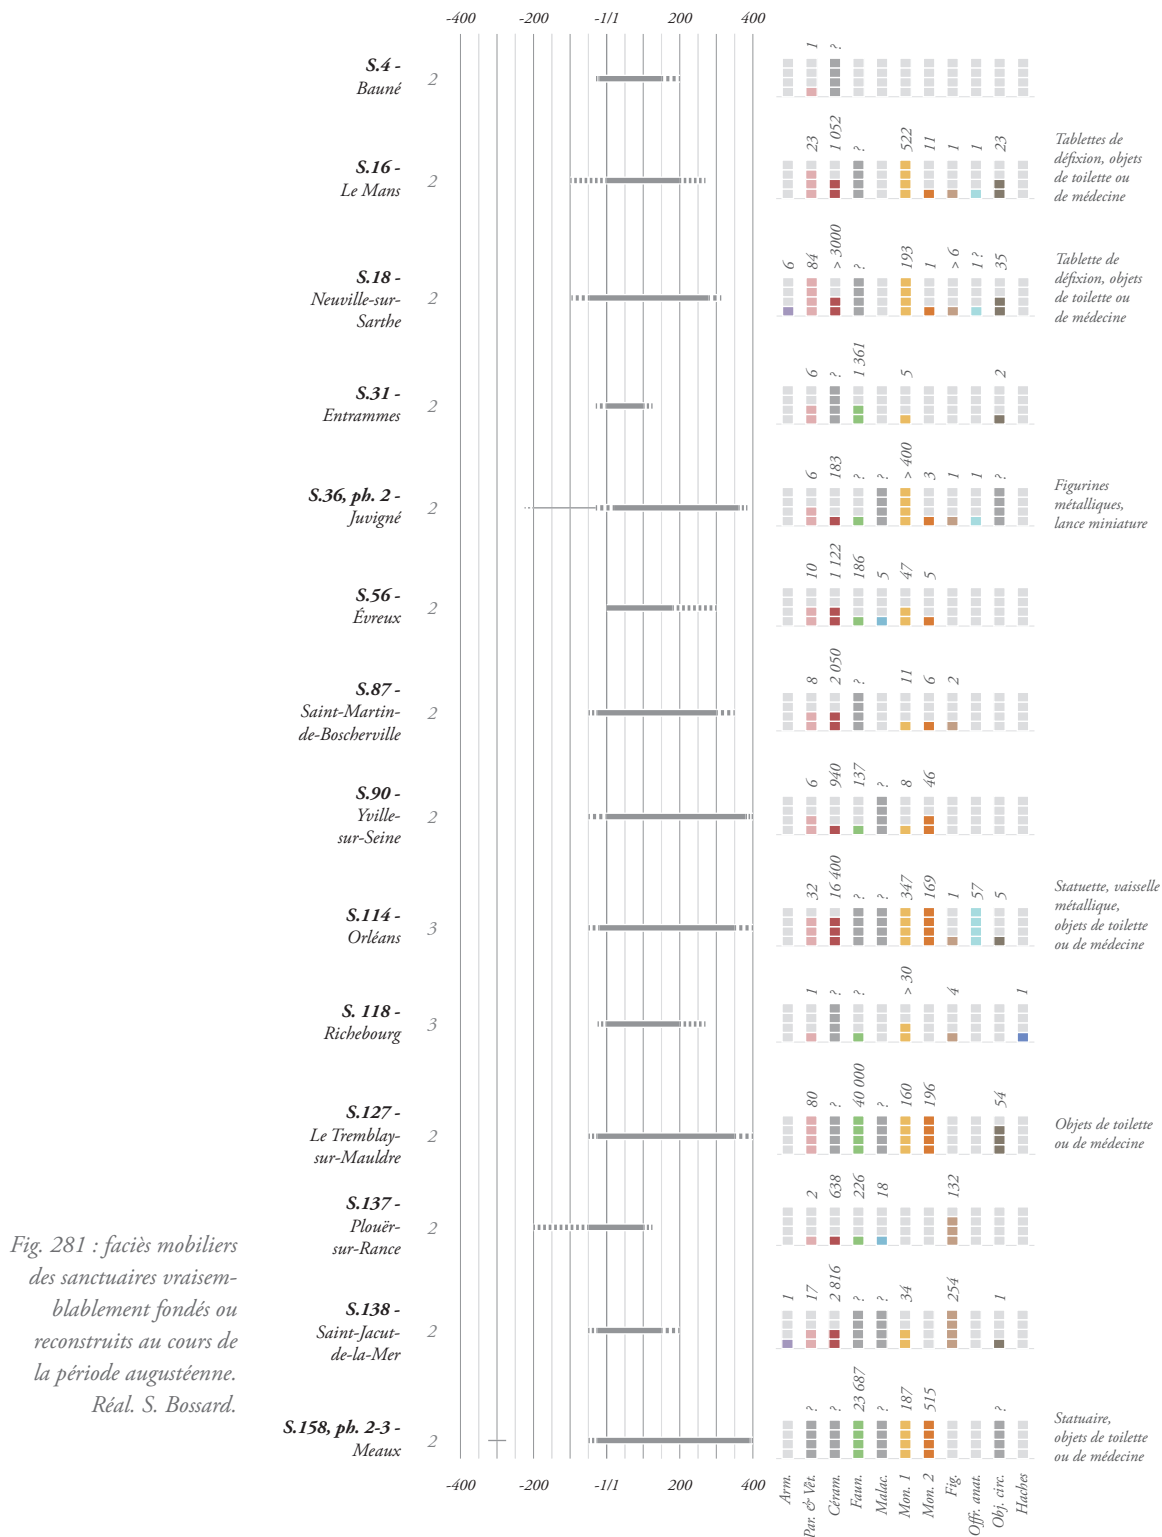 -400 -200 -1/1 200 400
S.4 -
Bauné
2
1 ?
S.16 -
Le Mans
2
23 1 052 ? 522 11 1 1 23
Tablettes de
défixion, objets
de toilette ou
de médecine
S.18 -
Neuville-sur-
Sarthe
2
6 84 > 3000 ? 193 1 > 6 1 ? 35
Tablette de
défixion, objets
de toilette ou
de médecine
S.31 -
Entrammes
2
6 ? 1 361 5 2
S.36, ph. 2 -
Juvigné
2
6 183 ? ? > 400 3 1 1 ?
Figurines
métalliques,
lance miniature
S.56 -
Évreux
2
10 1 122 186 5 47 5
S.87 -
Saint-Martin-
de-Boscherville
2
8 2 050 ? 11 6 2
S.90 -
Yville-
sur-Seine
2
6 940 137 ? 8 46
S.114 -
Orléans
3
32 16 400 ? ? 347 169 1 57 5
Statuette, vaisselle
métallique,
objets de toilette
ou de médecine
S. 118 -
Richebourg
3
1 ? ? > 30 4 1
S.127 -
Le Tremblay-
sur-Mauldre
2
80 ? 40 000 ? 160 196 54
Objets de toilette
ou de médecine
S.137 -
Plouër-
sur-Rance
2
2 638 226 18 132
S.138 -
Saint-Jacut-
de-la-Mer
2
1 17 2 816 ? ? 34 254 1
S.158, ph. 2-3 -
Meaux
2
? ? 23 687 ? 187 515 ?
Statuaire,
objets de toilette
ou de médecine
-400 -200 -1/1 200 400
Arm. Par. & Vêt. Céram. Faun. Malac. Mon. 1 Mon. 2 Fig. Offr. anat. Obj. circ. Haches
Fig. 281 : faciès mobiliers
des sanctuaires vraisem-
blablement fondés ou
reconstruits au cours de
la période augustéenne.
Réal. S. Bossard.